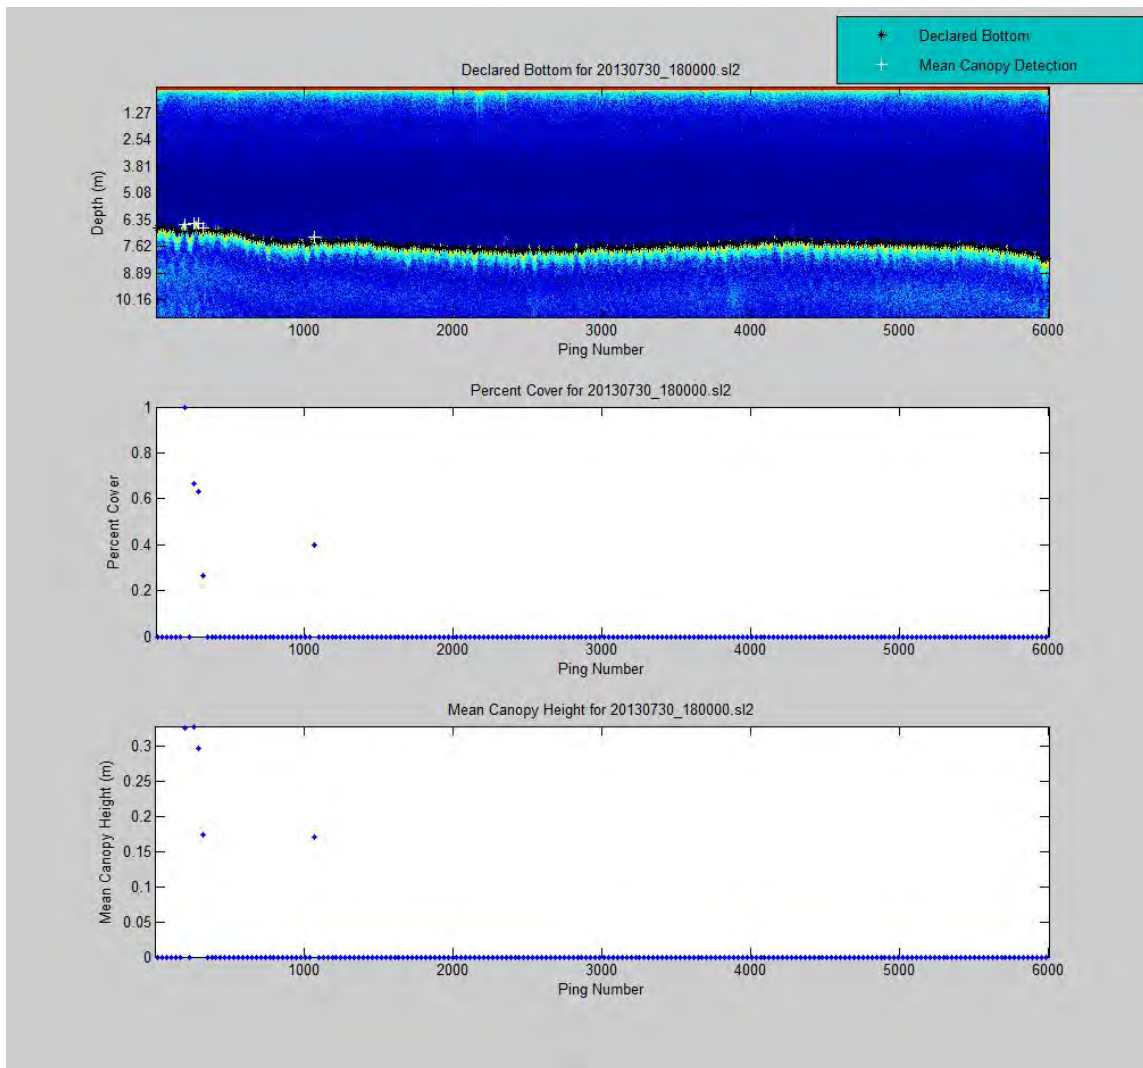 Declared Bottom
Mean Canopy Detection
Declared Bottom for 20130730_180000.sl2
Depth (m)
1.27
2.54
3.81
5.08
6.35
7.62
8.89
10.16
1000 2000 3000 4000 5000 6000
Ping Number
Percent Cover for 20130730_180000.sl2
Percent Cover
1
0.8
0.6
0.4
0.2
0
1000 2000 3000 4000 5000 6000
Ping Number
Mean Canopy Height for 20130730_180000.sl2
Mean Canopy Height (m)
0.3
0.25
0.2
0.15
0.1
0.05
0
1000 2000 3000 4000 5000 6000
Ping Number